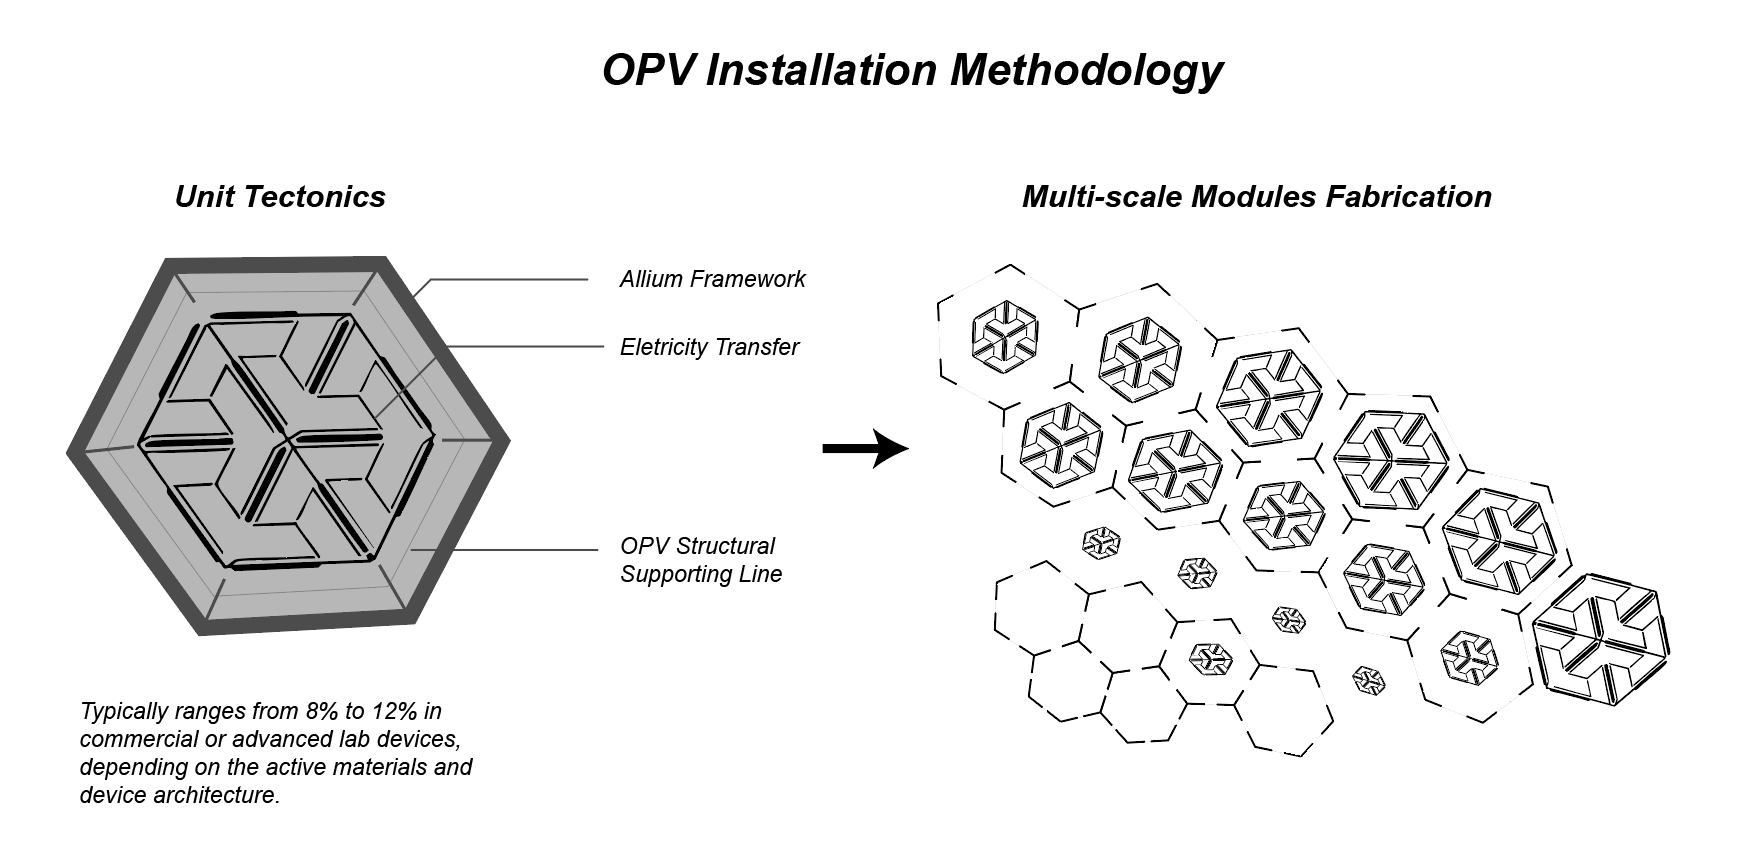 OPV Installation Methodology
Unit Tectonics
Multi-scale Modules Fabrication
Allium Framework
Eletricity Transfer
OPV Structural
Supporting Line
Typically ranges from 8% to 12% in
commercial or advanced lab devices,
depending on the active materials and
device architecture.